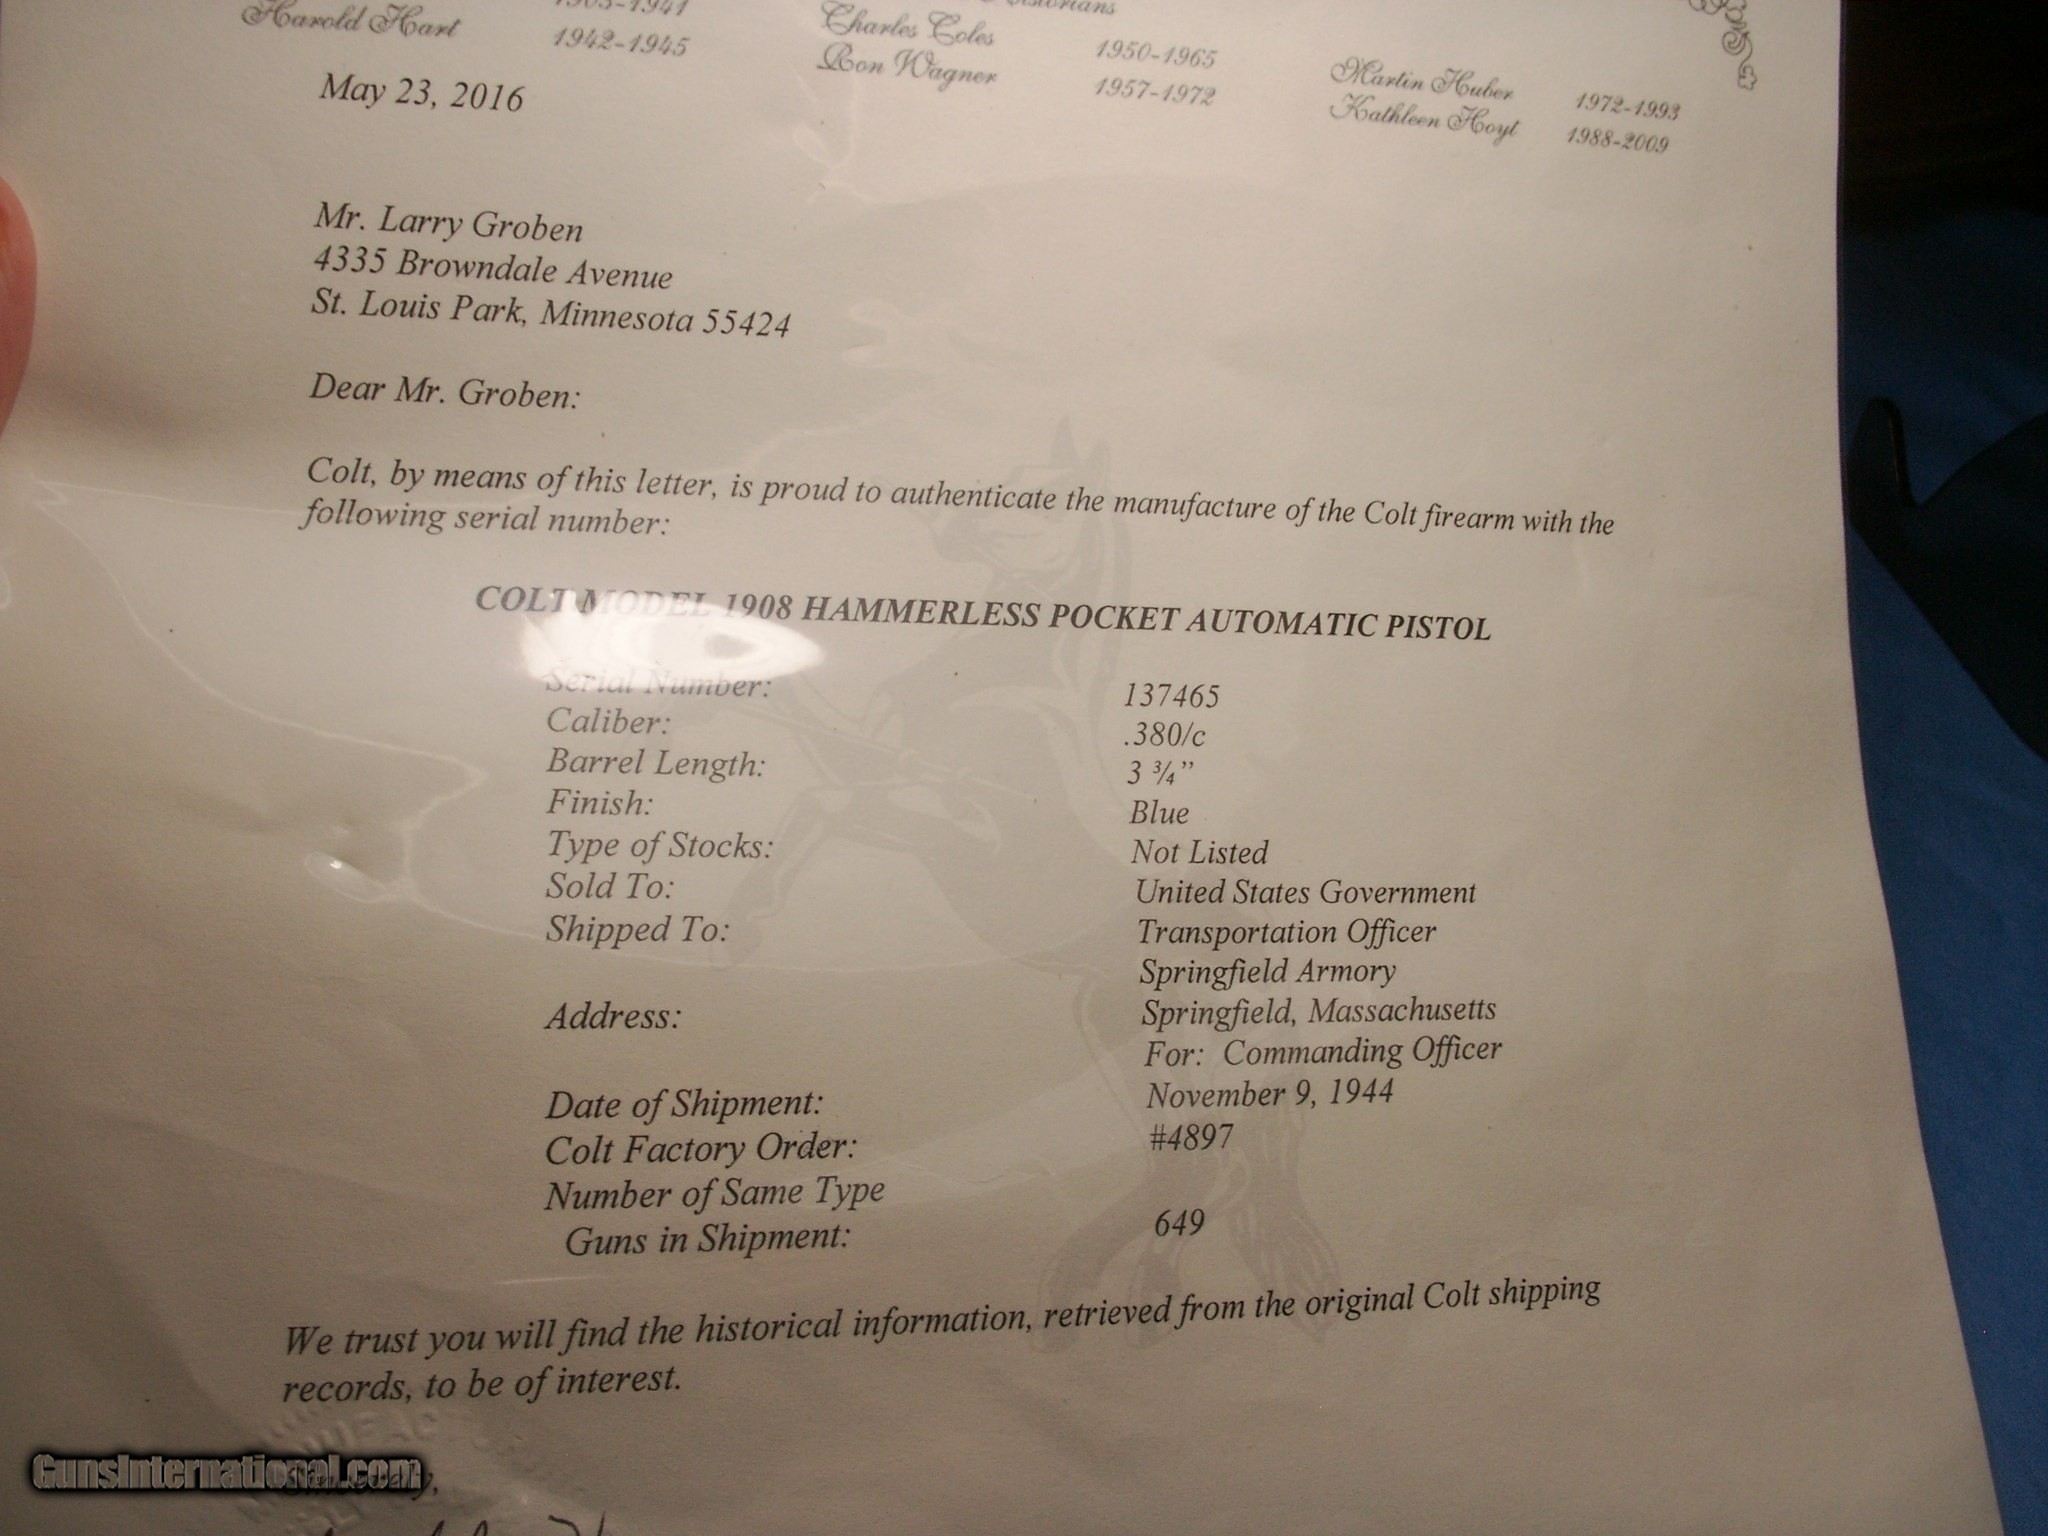 Historians
Harold Hart 1942-1945
Charles Coles 1950-1965
Ron Wagner 1957-1972
Martin Huber 1972-1993
Kathleen Hoyt 1988-2009
May 23, 2016
Mr. Larry Groben
4335 Browndale Avenue
St. Louis Park, Minnesota 55424
Dear Mr. Groben:
Colt, by means of this letter, is proud to authenticate the manufacture of the Colt firearm with the
following serial number:
COLT MODEL 1908 HAMMERLESS POCKET AUTOMATIC PISTOL
Serial Number: 137465
Caliber: .380/c
Barrel Length: 3 ¾”
Finish: Blue
Type of Stocks: Not Listed
Sold To: United States Government
Shipped To: Transportation Officer
Springfield Armory
Address: Springfield, Massachusetts
For: Commanding Officer
Date of Shipment: November 9, 1944
Colt Factory Order: #4897
Number of Same Type
Guns in Shipment: 649
We trust you will find the historical information, retrieved from the original Colt shipping
records, to be of interest.
GunsInternational.com